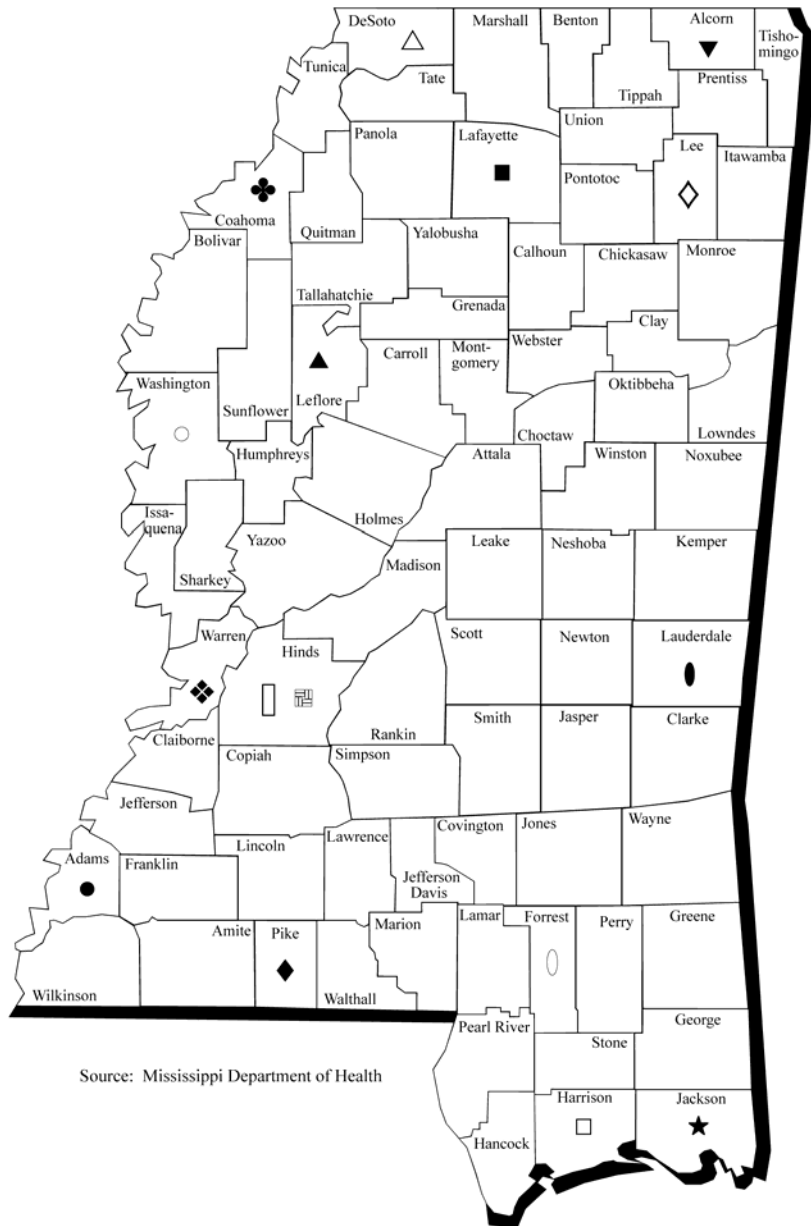 DeSoto
Marshall
Benton
Alcorn
Tisho-
mingo
Tunica
Tate
Tippah
Prentiss
Panola
Lafayette
Union
Lee
Itawamba
Pontotoc
Coahoma
Quitman
Bolivar
Yalobusha
Calhoun
Chickasaw
Monroe
Tallahatchie
Grenada
Clay
Webster
Carroll
Mont-
gomery
Washington
Oktibbeha
Leflore
Sunflower
Choctaw
Lowndes
Humphreys
Attala
Winston
Noxubee
Issa-
quena
Holmes
Yazoo
Leake
Neshoba
Kemper
Madison
Sharkey
Warren
Scott
Newton
Lauderdale
Hinds
Rankin
Smith
Jasper
Clarke
Claiborne
Copiah
Simpson
Jefferson
Covington
Jones
Wayne
Lincoln
Lawrence
Adams
Franklin
Jefferson
Davis
Amite
Pike
Marion
Lamar
Forrest
Perry
Greene
Wilkinson
Walthall
Pearl River
George
Stone
Source: Mississippi Department of Health
Harrison
Jackson
Hancock